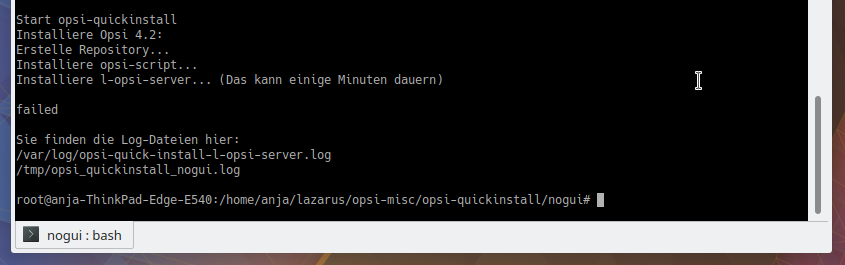 Start opsi-quickinstall
Installiere Opsi 4.2:
Erstelle Repository...
Installiere opsi-script...
Installiere l-opsi-server... (Das kann einige Minuten dauern)
failed
Sie finden die Log-Dateien hier:
/var/log/opsi-quick-install-l-opsi-server.log
/tmp/opsi_quickinstall_nogui.log
root@anja-ThinkPad-Edge-E540:/home/anja/lazarus/opsi-misc/opsi-quickinstall/nogui#
nogui : bash